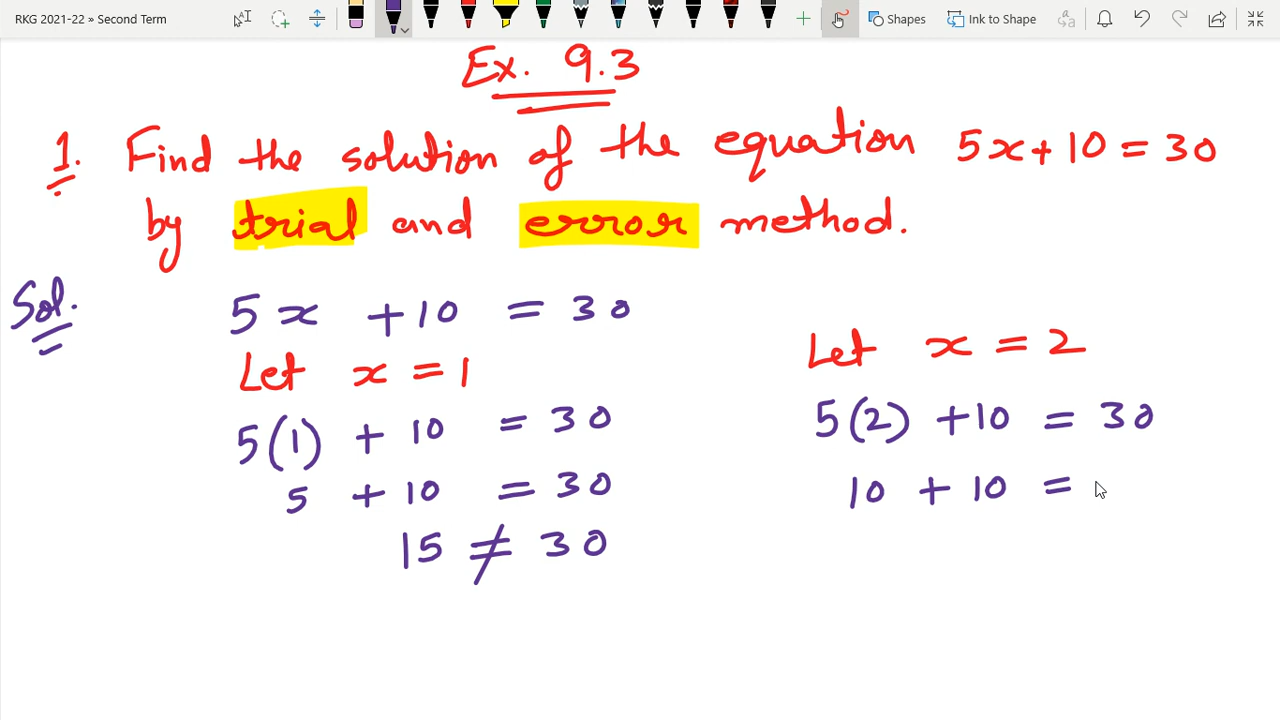 RKG 2021-22 » Second Term
Shapes
Ink to Shape
Ex. 9.3
1. Find the solution of the equation 5x+10=30
by trial and error method.
Sol.
5x +10 = 30
Let x = 1
5(1) + 10 = 30
5 + 10 = 30
15 ≠ 30
Let x = 2
5(2) +10 = 30
10 + 10 =